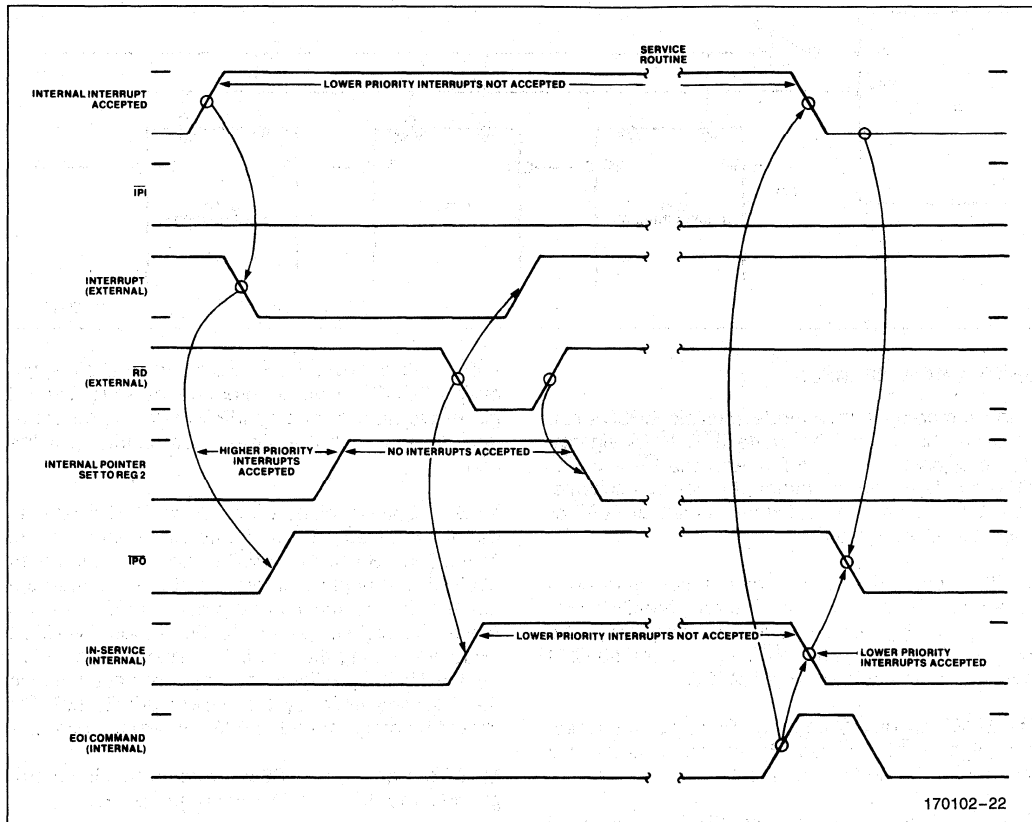 SERVICE
ROUTINE
LOWER PRIORITY INTERRUPTS NOT ACCEPTED
INTERNAL INTERRUPT
ACCEPTED
IPI
INTERRUPT
(EXTERNAL)
RD
(EXTERNAL)
HIGHER PRIORITY
INTERRUPTS
ACCEPTED
NO INTERRUPTS ACCEPTED
INTERNAL POINTER
SET TO REG 2
IPO
LOWER PRIORITY INTERRUPTS NOT ACCEPTED
IN-SERVICE
(INTERNAL)
LOWER PRIORITY
INTERRUPTS ACCEPTED
EOI COMMAND
(INTERNAL)
170102-22